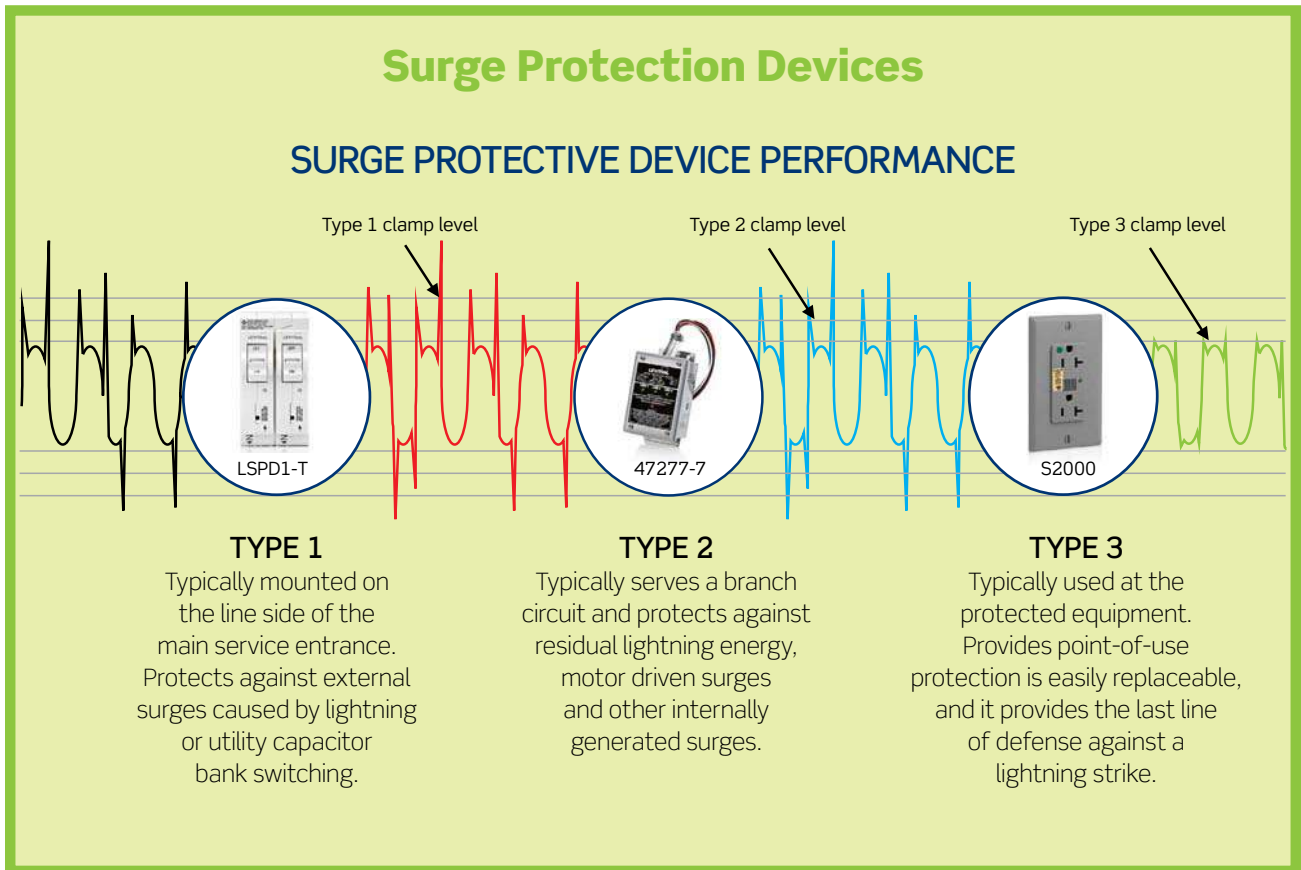 Surge Protection Devices
SURGE PROTECTIVE DEVICE PERFORMANCE
Type 1 clamp level
Type 2 clamp level
Type 3 clamp level
LSPD1-T
47277-7
S2000
TYPE 1
Typically mounted on
the line side of the
main service entrance.
Protects against external
surges caused by lightning
or utility capacitor
bank switching.
TYPE 2
Typically serves a branch
circuit and protects against
residual lightning energy,
motor driven surges
and other internally
generated surges.
TYPE 3
Typically used at the
protected equipment.
Provides point-of-use
protection is easily replaceable,
and it provides the last line
of defense against a
lightning strike.